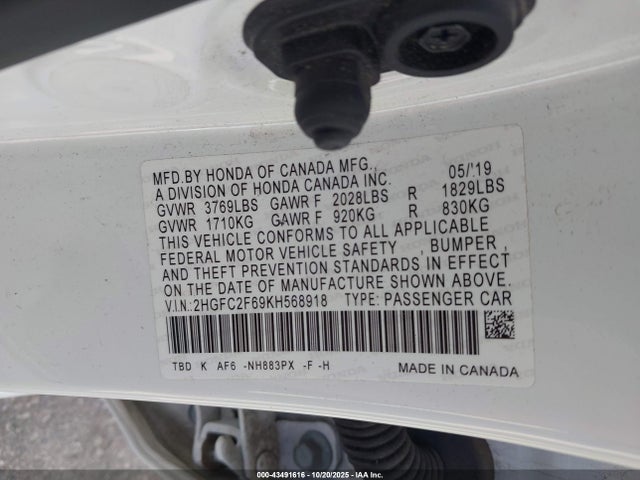 MFD.BY HONDA OF CANADA MFG., 05/'19
A DIVISION OF HONDA CANADA INC.
GVWR 3769LBS GAWR F 2028LBS R 1829LBS
GVWR 1710KG GAWR F 920KG R 830KG
THIS VEHICLE CONFORMS TO ALL APPLICABLE
FEDERAL MOTOR VEHICLE SAFETY , BUMPER ,
AND THEFT PREVENTION STANDARDS IN EFFECT
ON THE DATE OF MANUFACTURE SHOWN ABOVE.
V.I.N.:2HGFC2F69KH568918 TYPE: PASSENGER CAR
TBD K AF6 -NH883PX -F -H
MADE IN CANADA
000-43491616 | 10/20/2025 | IAA Inc.